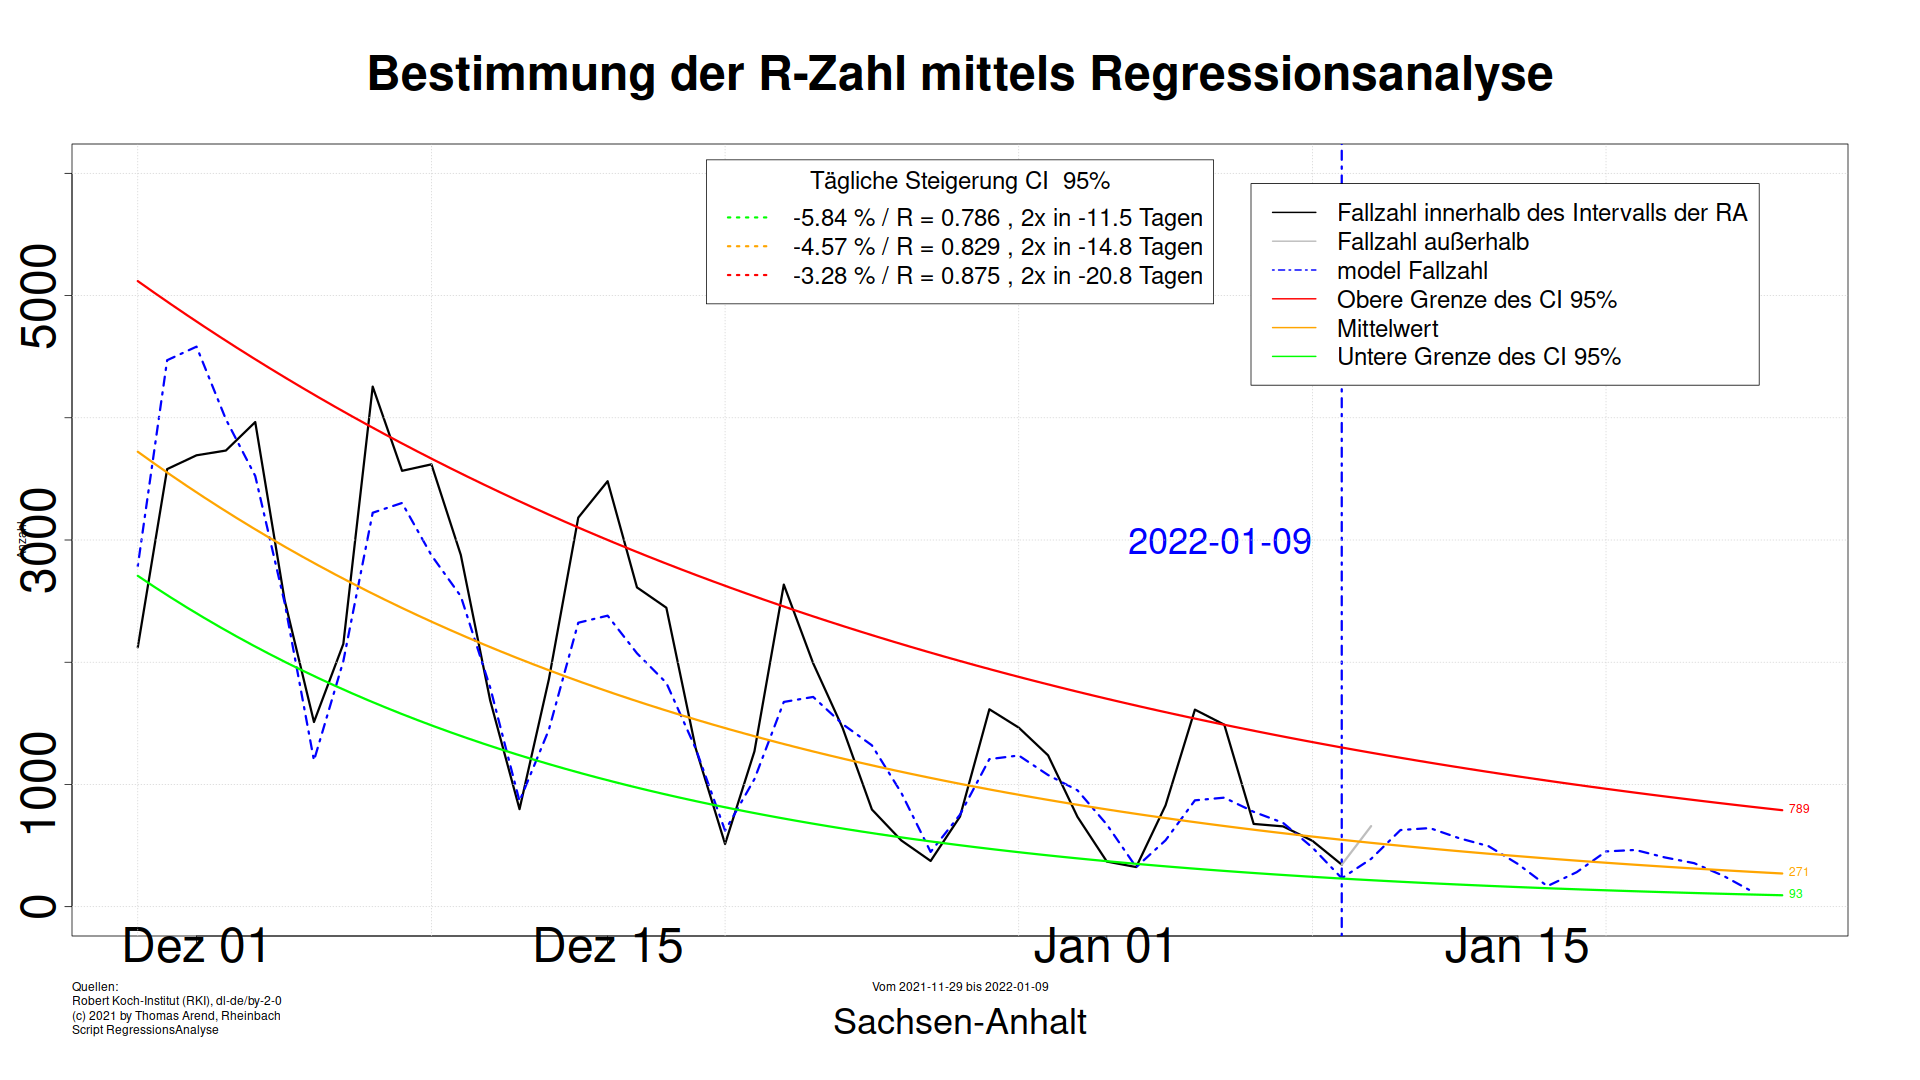 Bestimmung der R-Zahl mittels Regressionsanalyse
Tägliche Steigerung CI  95%
-5.84 % / R = 0.786 , 2x in -11.5 Tagen
-4.57 % / R = 0.829 , 2x in -14.8 Tagen
-3.28 % / R = 0.875 , 2x in -20.8 Tagen
Fallzahl innerhalb des Intervalls der RA
Fallzahl außerhalb
model Fallzahl
Obere Grenze des CI 95%
Mittelwert
Untere Grenze des CI 95%
5000
3000
1000
0
Anzahl
2022-01-09
789
271
93
Dez 01
Dez 15
Jan 01
Jan 15
Quellen:
Robert Koch-Institut (RKI), dl-de/by-2-0
(c) 2021 by Thomas Arend, Rheinbach
Script RegressionsAnalyse
Vom 2021-11-29 bis 2022-01-09
Sachsen-Anhalt